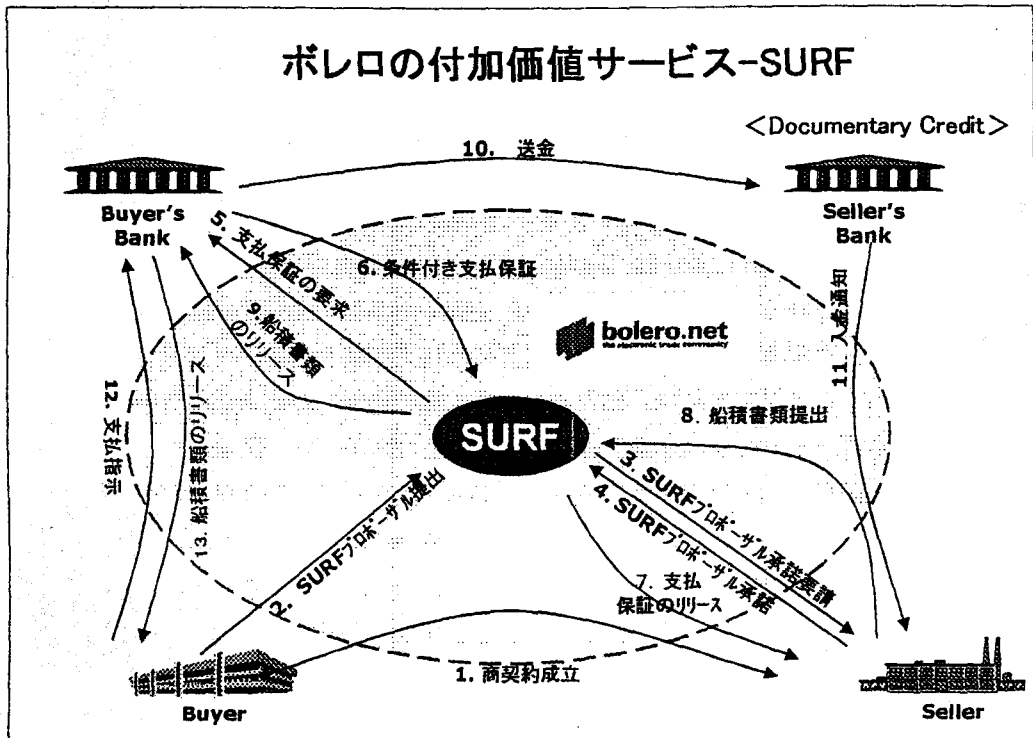 ボレロの付加価値サービス-SURF
＜Documentary Credit＞
10. 送金
Buyer's
Bank
Seller's
Bank
5. 支払保証の要求
6. 条件付き支払保証
9.船積書類
のリリース
bolero.net
the electronic trade community
11. 入金通知
12. 支払指示
13. 船積書類のリリース
SURF
8. 船積書類提出
3. SURFプロポーザル承諾要請
4. SURFプロポーザル承諾
2. SURFプロポーザル提出
7. 支払
保証のリリース
1. 商契約成立
Buyer
Seller